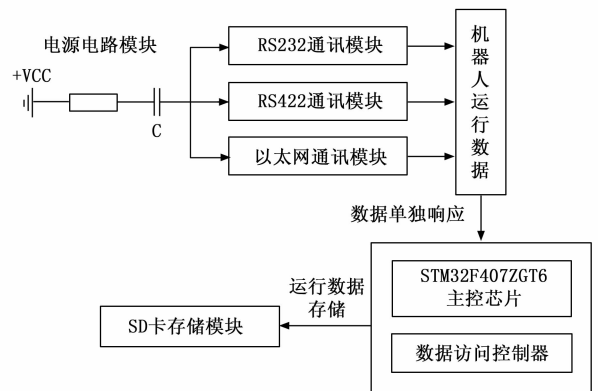 电源电路模块
+VCC
C
RS232通讯模块
RS422通讯模块
以太网通讯模块
机器人运行数据
数据单独响应
STM32F407ZGT6
主控芯片
数据访问控制器
运行数据
存储
SD卡存储模块